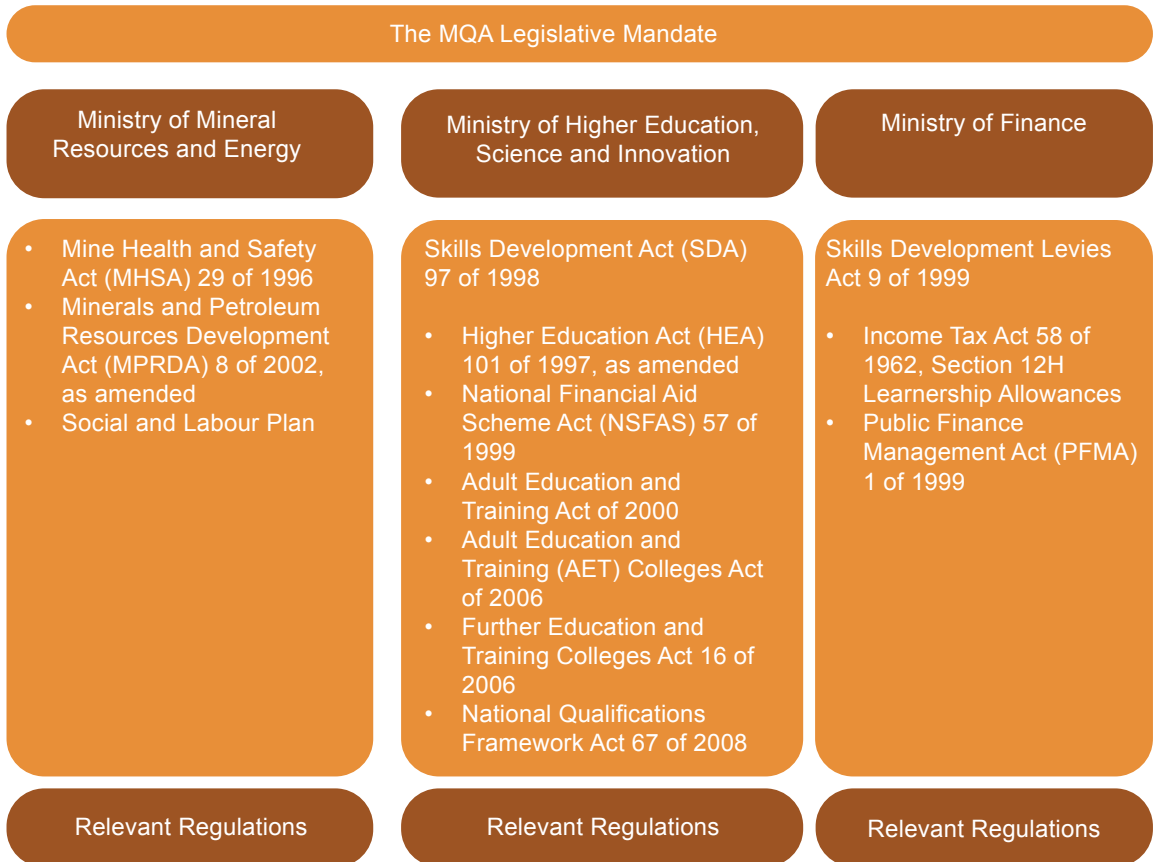 The MQA Legislative Mandate
Ministry of Mineral
Resources and Energy
• Mine Health and Safety
Act (MHSA) 29 of 1996
• Minerals and Petroleum
Resources Development
Act (MPRDA) 8 of 2002,
as amended
• Social and Labour Plan
Relevant Regulations
Ministry of Higher Education,
Science and Innovation
Skills Development Act (SDA)
97 of 1998
• Higher Education Act (HEA)
101 of 1997, as amended
• National Financial Aid
Scheme Act (NSFAS) 57 of
1999
• Adult Education and
Training Act of 2000
• Adult Education and
Training (AET) Colleges Act
of 2006
• Further Education and
Training Colleges Act 16 of
2006
• National Qualifications
Framework Act 67 of 2008
Relevant Regulations
Ministry of Finance
Skills Development Levies
Act 9 of 1999
• Income Tax Act 58 of
1962, Section 12H
Learnership Allowances
• Public Finance
Management Act (PFMA)
1 of 1999
Relevant Regulations